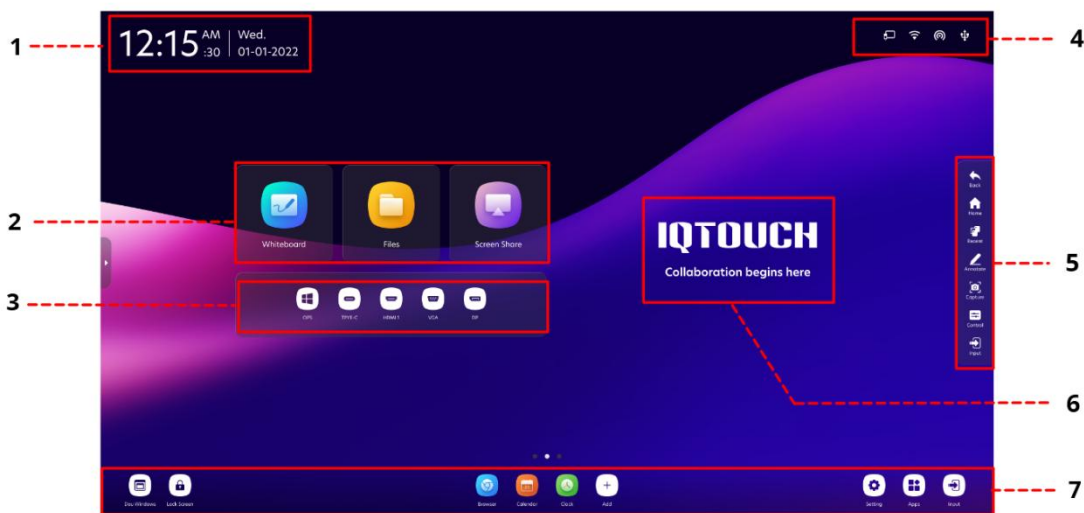 1
12:15 AM :30
Wed.
01-01-2022
4
2
Whiteboard
Files
Screen Share
3
OPS
TPYE-C
HDMI 1
VGA
DP
IQTOUCH
Collaboration begins here
Back
Home
Recent
Annotate
Capture
Control
Input
5
6
Lock Screen
Browser
Calendar
Clock
Add
Setting
Apps
Input
7